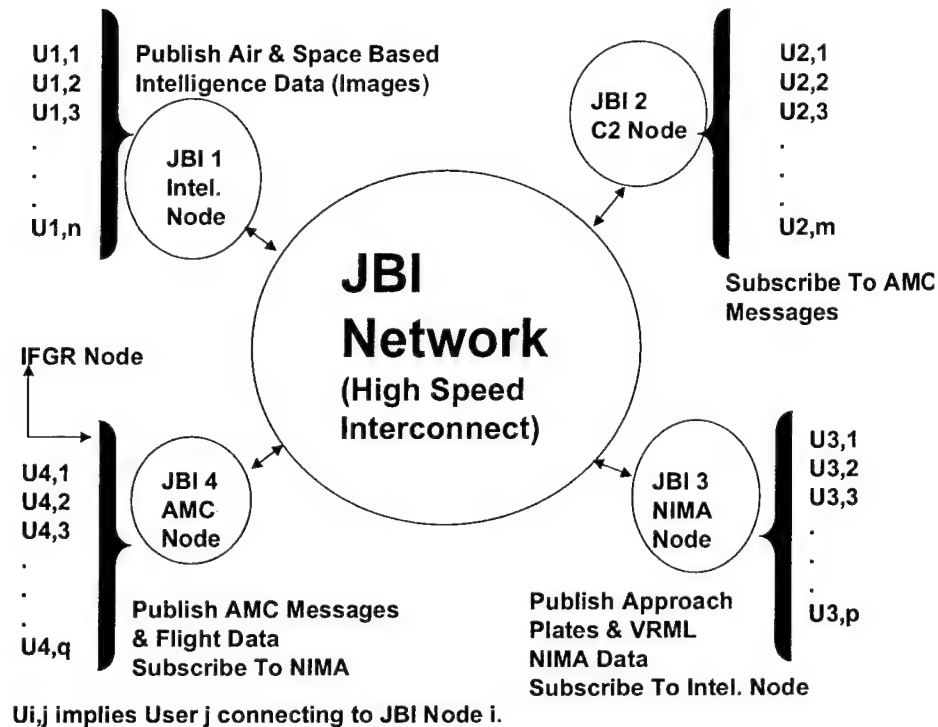 U1,1
U1,2
U1,3
.
.
.
U1,n
Publish Air & Space Based
Intelligence Data (Images)
JBI 1
Intel.
Node
JBI 2
C2 Node
U2,1
U2,2
U2,3
.
.
.
U2,m
Subscribe To AMC
Messages
JBI
Network
(High Speed
Interconnect)
IFGR Node
U4,1
U4,2
U4,3
.
.
.
U4,q
JBI 4
AMC
Node
Publish AMC Messages
& Flight Data
Subscribe To NIMA
JBI 3
NIMA
Node
U3,1
U3,2
U3,3
.
.
.
U3,p
Publish Approach
Plates & VRML
NIMA Data
Subscribe To Intel. Node
Ui,j implies User j connecting to JBI Node i.